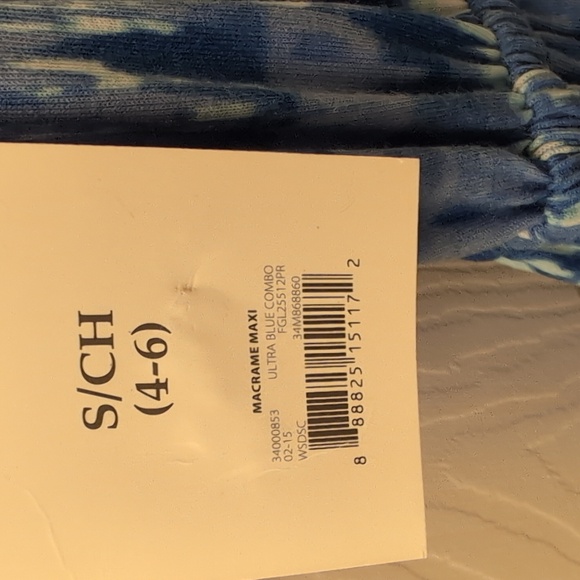 S/CH
(4-6)
MACRAME MAXI
34000853 ULTRA BLUE COMBO
02-15 FGL25512PR
WSDSC 34M868860
8 88825 15117 2